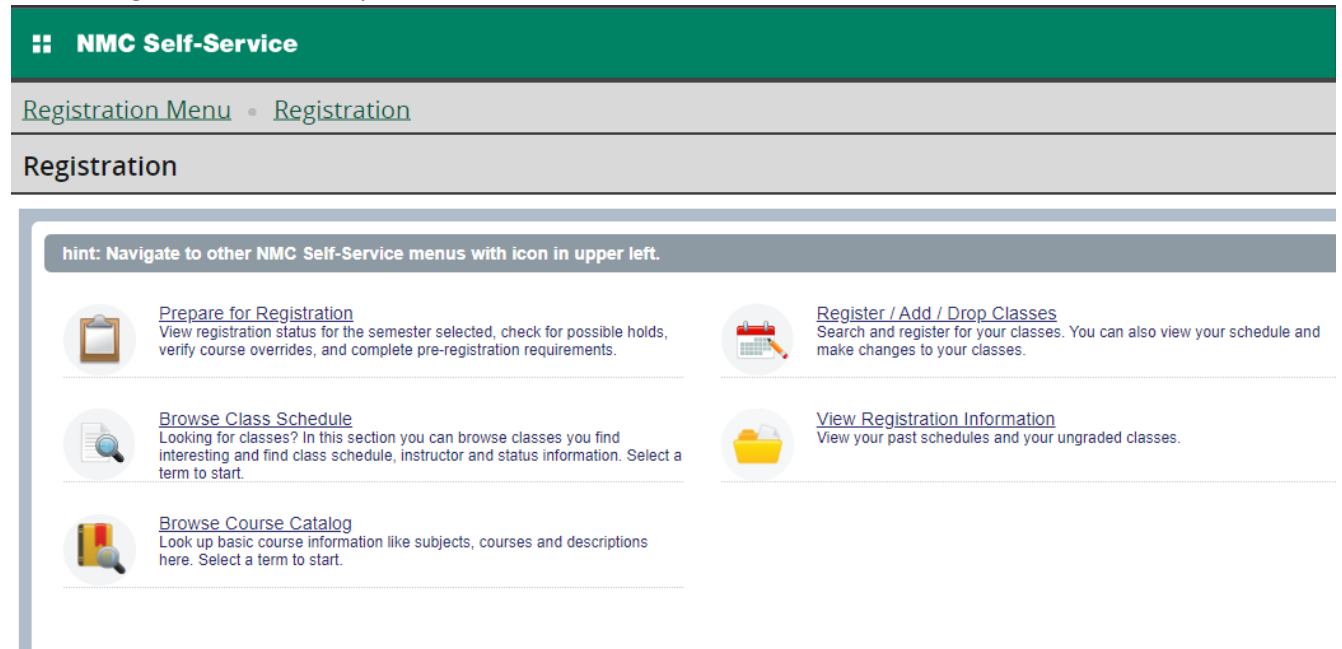 NMC Self-Service
Registration Menu • Registration
Registration
hint: Navigate to other NMC Self-Service menus with icon in upper left.
Prepare for Registration
View registration status for the semester selected, check for possible holds,
verify course overrides, and complete pre-registration requirements.
Register / Add / Drop Classes
Search and register for your classes. You can also view your schedule and
make changes to your classes.
Browse Class Schedule
Looking for classes? In this section you can browse classes you find
interesting and find class schedule, instructor and status information. Select a
term to start.
View Registration Information
View your past schedules and your ungraded classes.
Browse Course Catalog
Look up basic course information like subjects, courses and descriptions
here. Select a term to start.